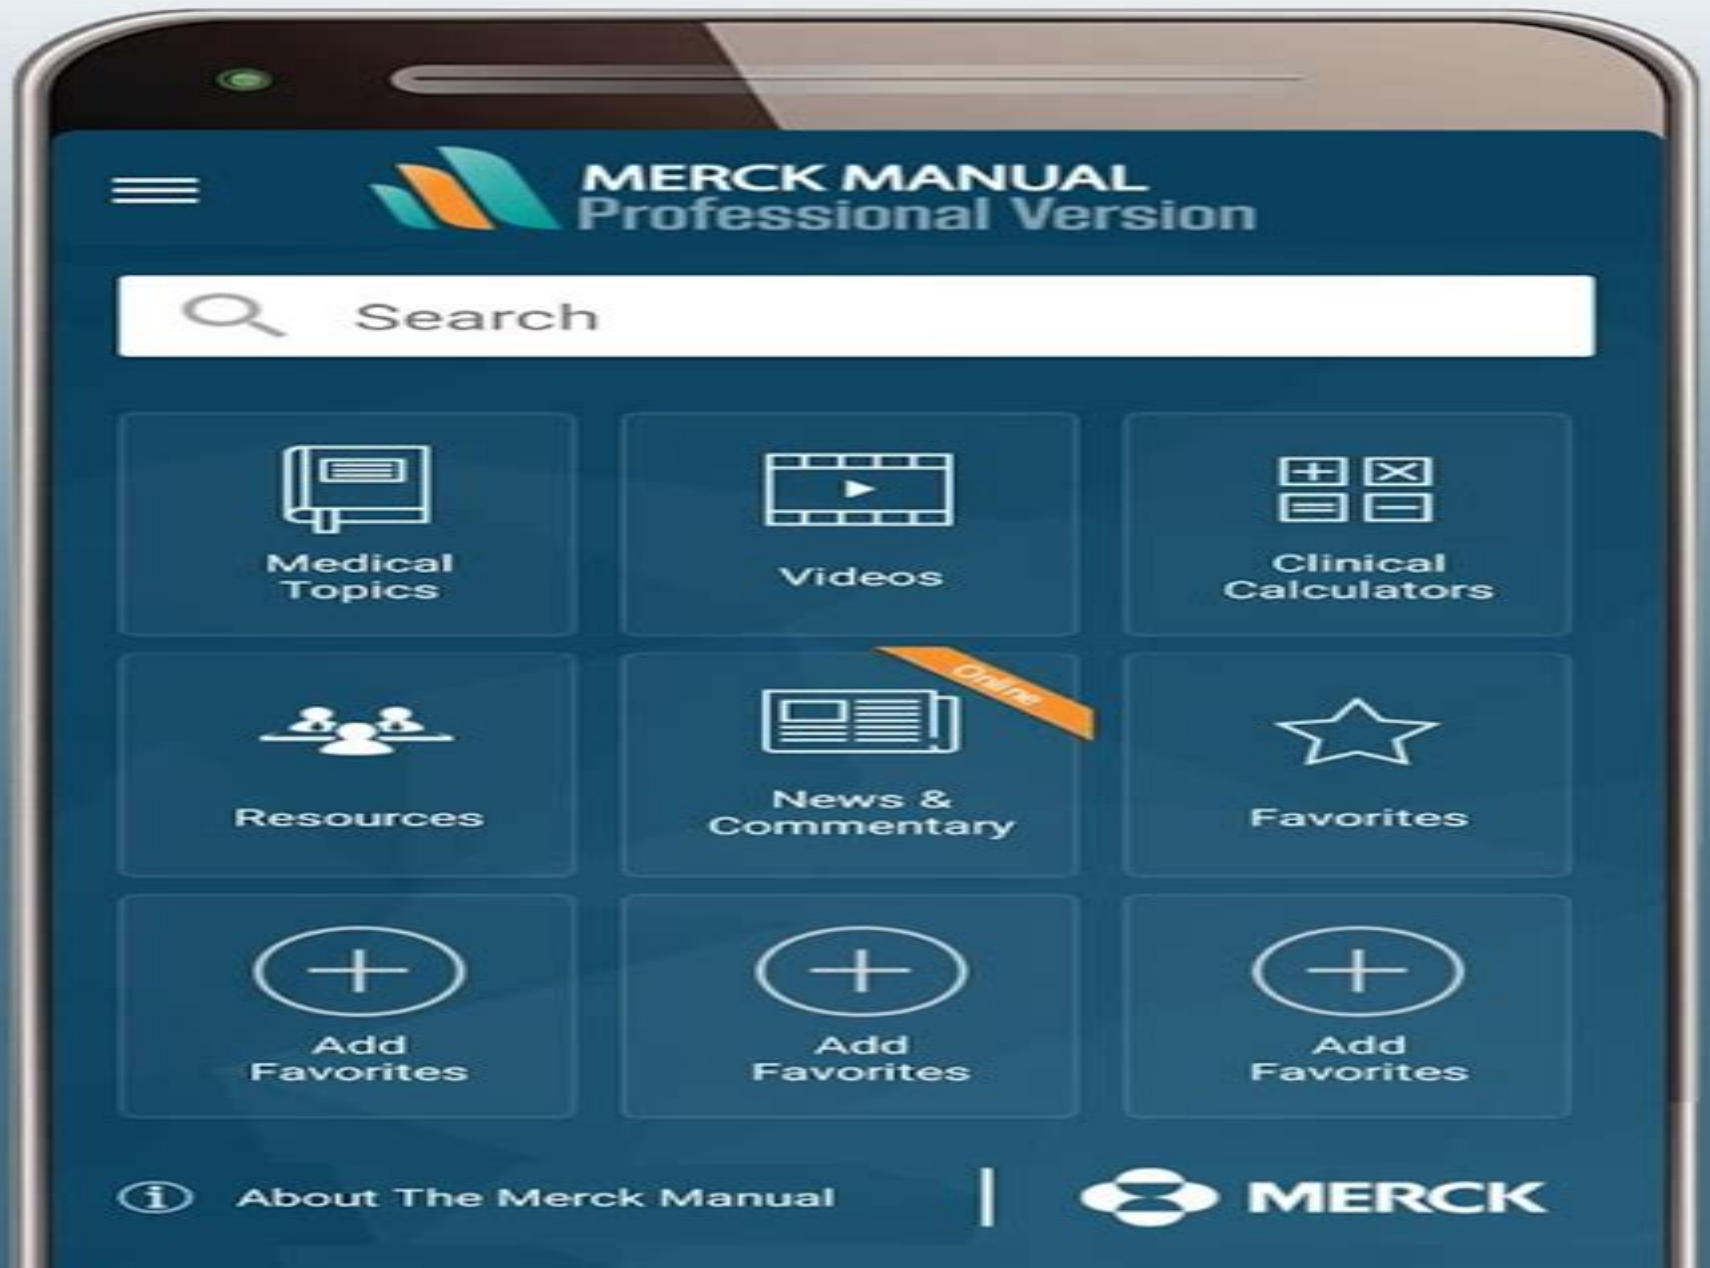 MERCK MANUAL
Professional Version
Search
Medical
Topics
Videos
Clinical
Calculators
Resources
Online
News &
Commentary
Favorites
Add
Favorites
Add
Favorites
Add
Favorites
About The Merck Manual
MERCK